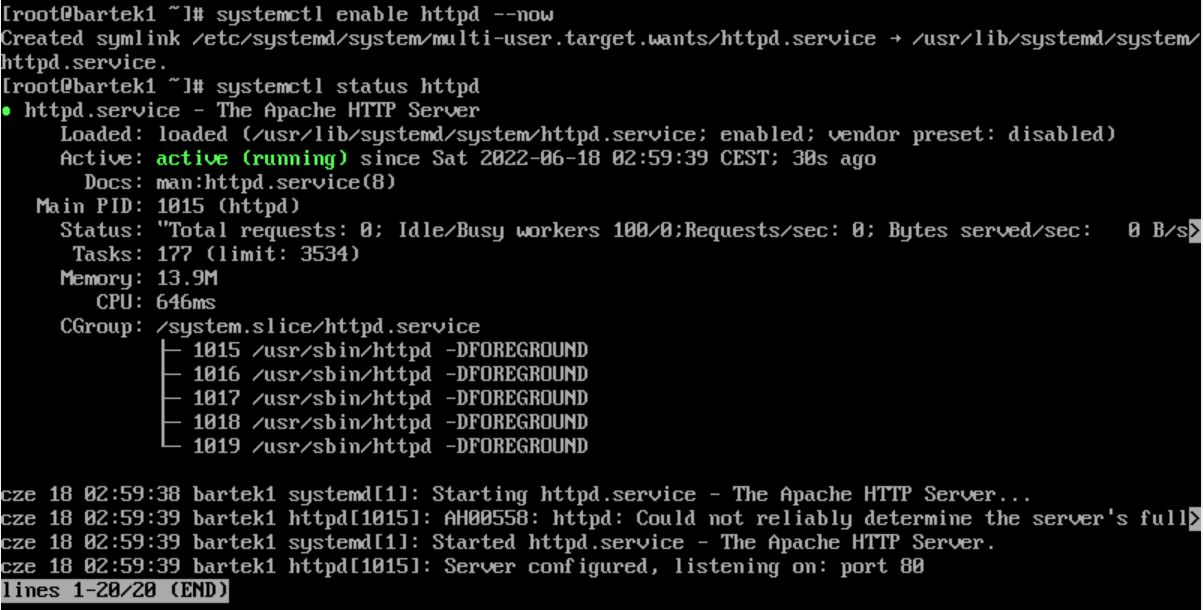 [root@bartek1 ~]# systemctl enable httpd --now
Created symlink /etc/systemd/system/multi-user.target.wants/httpd.service → /usr/lib/systemd/system/
httpd.service.
[root@bartek1 ~]# systemctl status httpd
● httpd.service - The Apache HTTP Server
     Loaded: loaded (/usr/lib/systemd/system/httpd.service; enabled; vendor preset: disabled)
     Active: active (running) since Sat 2022-06-18 02:59:39 CEST; 30s ago
       Docs: man:httpd.service(8)
   Main PID: 1015 (httpd)
     Status: "Total requests: 0; Idle/Busy workers 100/0;Requests/sec: 0; Bytes served/sec:   0 B/s>
      Tasks: 177 (limit: 3534)
     Memory: 13.9M
        CPU: 646ms
     CGroup: /system.slice/httpd.service
             ├─ 1015 /usr/sbin/httpd -DFOREGROUND
             ├─ 1016 /usr/sbin/httpd -DFOREGROUND
             ├─ 1017 /usr/sbin/httpd -DFOREGROUND
             ├─ 1018 /usr/sbin/httpd -DFOREGROUND
             └─ 1019 /usr/sbin/httpd -DFOREGROUND
cze 18 02:59:38 bartek1 systemd[1]: Starting httpd.service - The Apache HTTP Server...
cze 18 02:59:39 bartek1 httpd[1015]: AH00558: httpd: Could not reliably determine the server's full>
cze 18 02:59:39 bartek1 systemd[1]: Started httpd.service - The Apache HTTP Server.
cze 18 02:59:39 bartek1 httpd[1015]: Server configured, listening on: port 80
lines 1-20/20 (END)